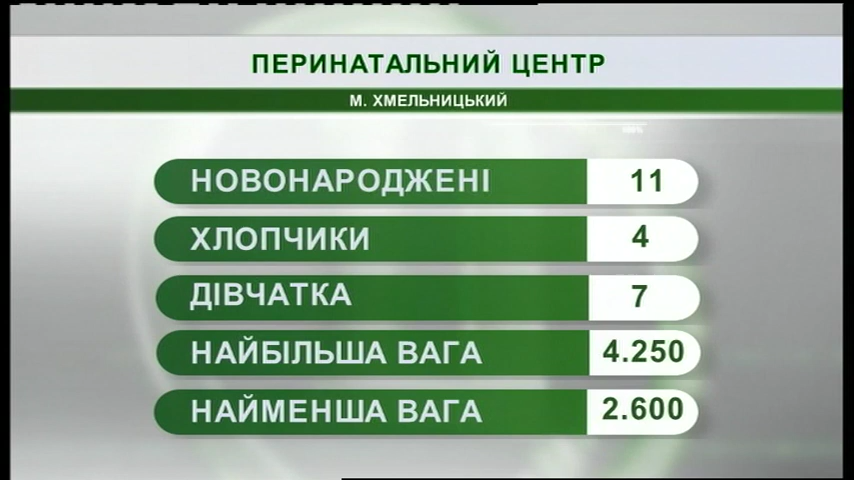 ПЕРИНАТАЛЬНИЙ ЦЕНТР
М. ХМЕЛЬНИЦЬКИЙ
НОВОНАРОДЖЕНІ 11
ХЛОПЧИКИ 4
ДІВЧАТКА 7
НАЙБІЛЬША ВАГА 4.250
НАЙМЕНША ВАГА 2.600